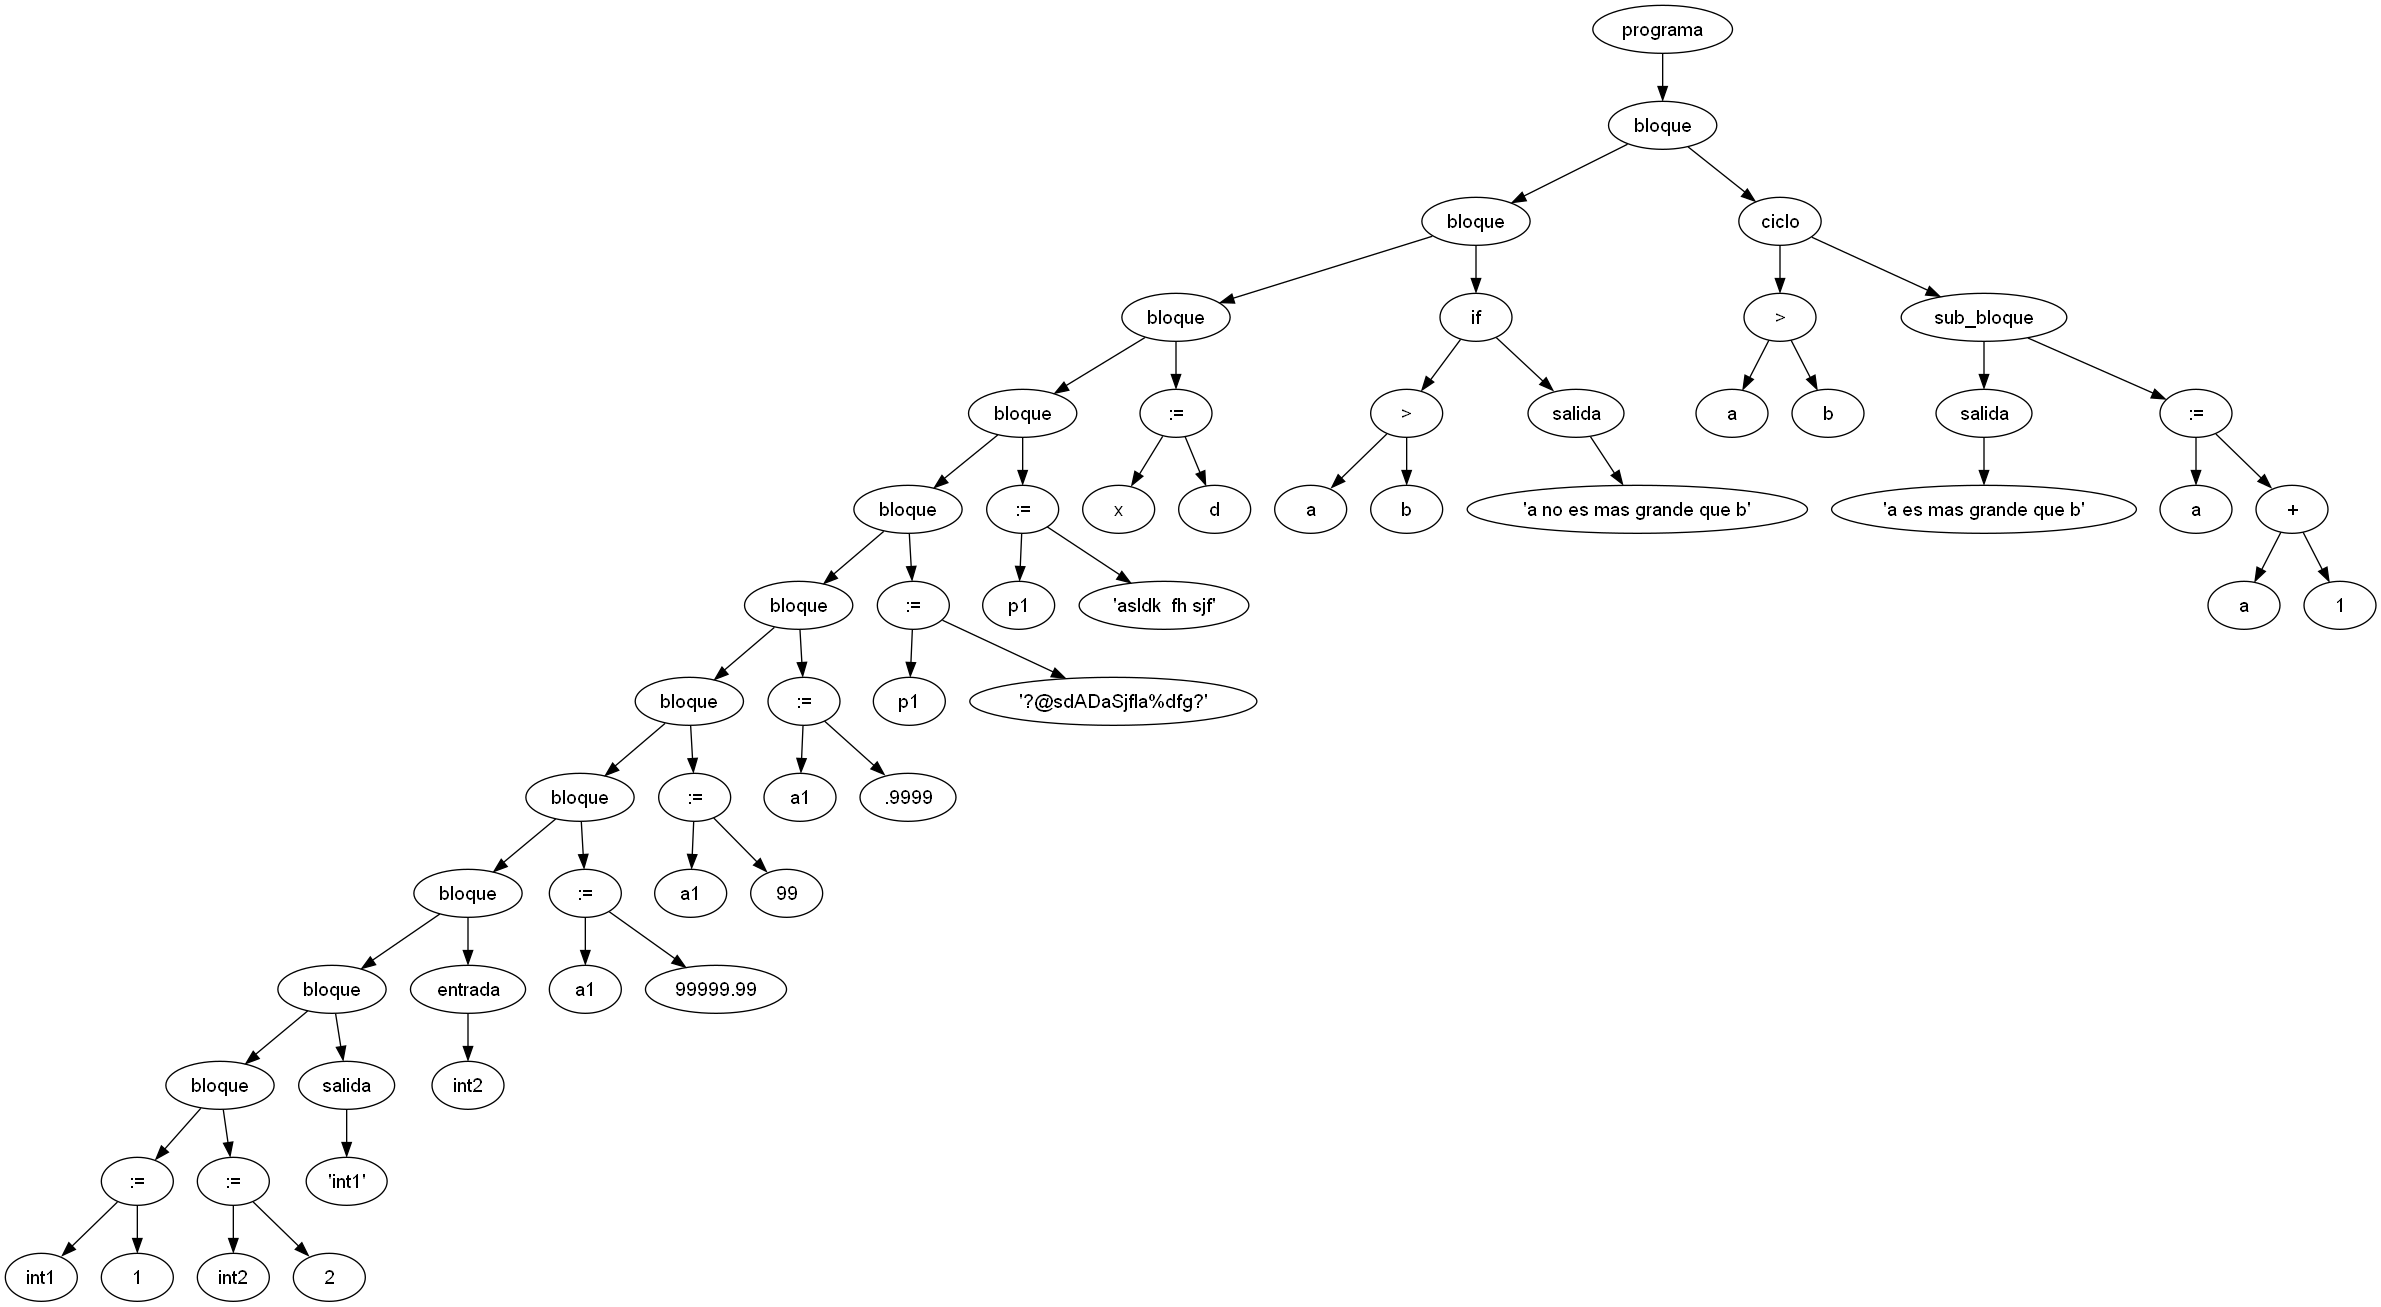 programa
bloque
bloque
ciclo
bloque
if
>
sub_bloque
bloque
:=
>
salida
a
b
salida
:=
bloque
:=
x
d
a
b
'a no es mas grande que b'
'a es mas grande que b'
a
+
bloque
:=
p1
'asldk  fh sjf'
a
1
bloque
:=
p1
'?@sdADaSjfla%dfg?'
bloque
:=
a1
.9999
bloque
:=
a1
99
bloque
entrada
a1
99999.99
bloque
salida
int2
:=
:=
'int1'
int1
1
int2
2